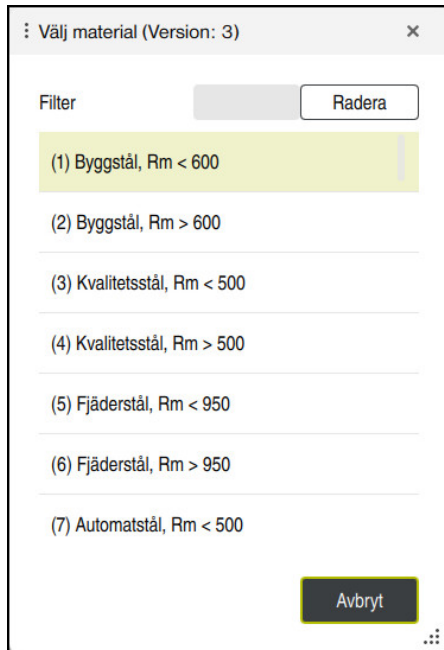 Välj material (Version: 3)
Filter
Radera
(1) Byggstål, Rm < 600
(2) Byggstål, Rm > 600
(3) Kvalitetsstål, Rm < 500
(4) Kvalitetsstål, Rm > 500
(5) Fjäderstål, Rm < 950
(6) Fjäderstål, Rm > 950
(7) Automatstål, Rm < 500
Avbryt